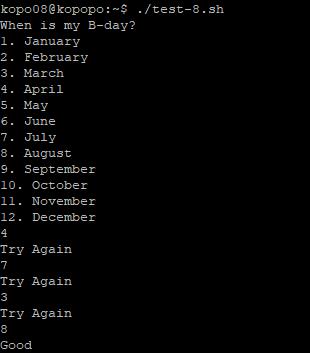 kopo08@kopopo:~$ ./test-8.sh
When is my B-day?
1. January
2. February
3. March
4. April
5. May
6. June
7. July
8. August
9. September
10. October
11. November
12. December
4
Try Again
7
Try Again
3
Try Again
8
Good